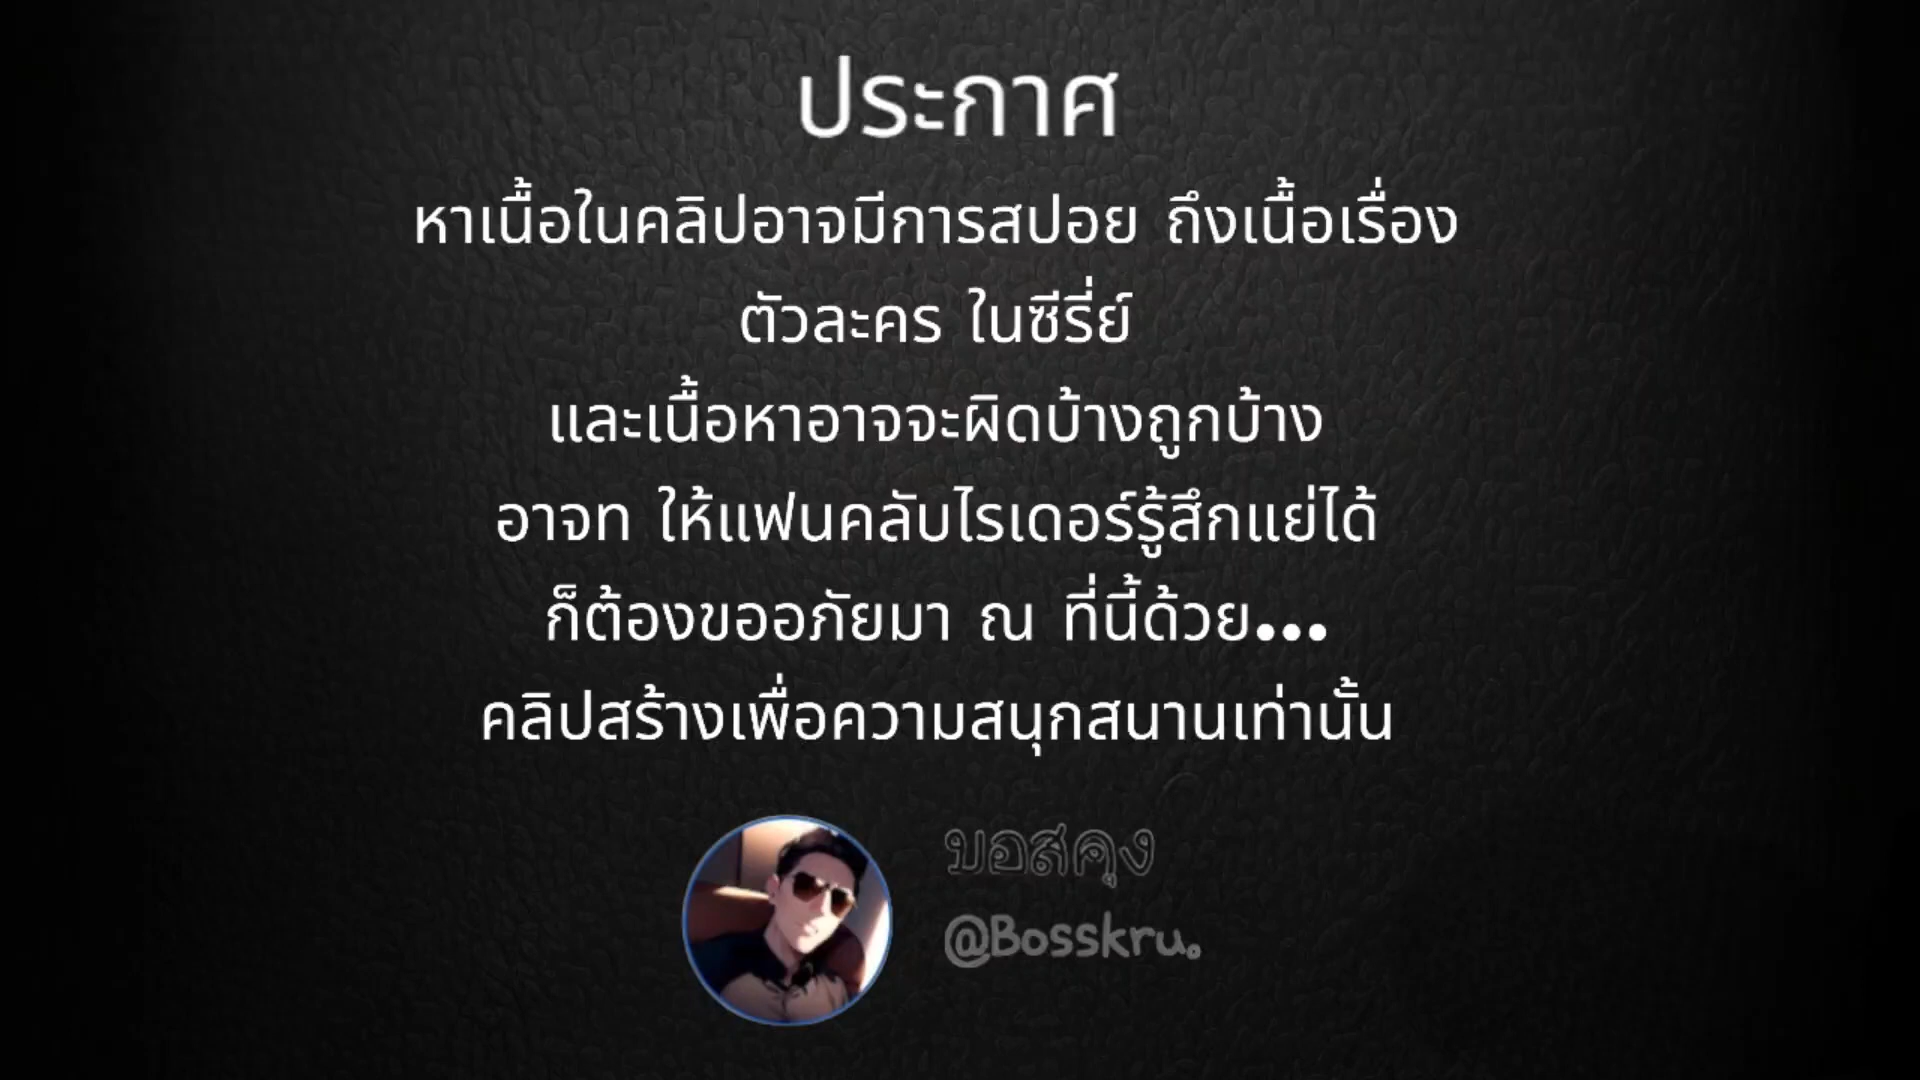 ประกาศ
หาเนื้อในคลิปอาจมีการสปอย ถึงเนื้อเรื่อง
ตัวละคร ในซีรี่ย์
และเนื้อหาอาจจะผิดบ้างถูกบ้าง
อาจท ให้แฟนคลับไรเดอร์รู้สึกแย่ได้
ก็ต้องขออภัยมา ณ ที่นี้ด้วย...
คลิปสร้างเพื่อความสนุกสนานเท่านั้น
บอสคุง
@Bosskru.